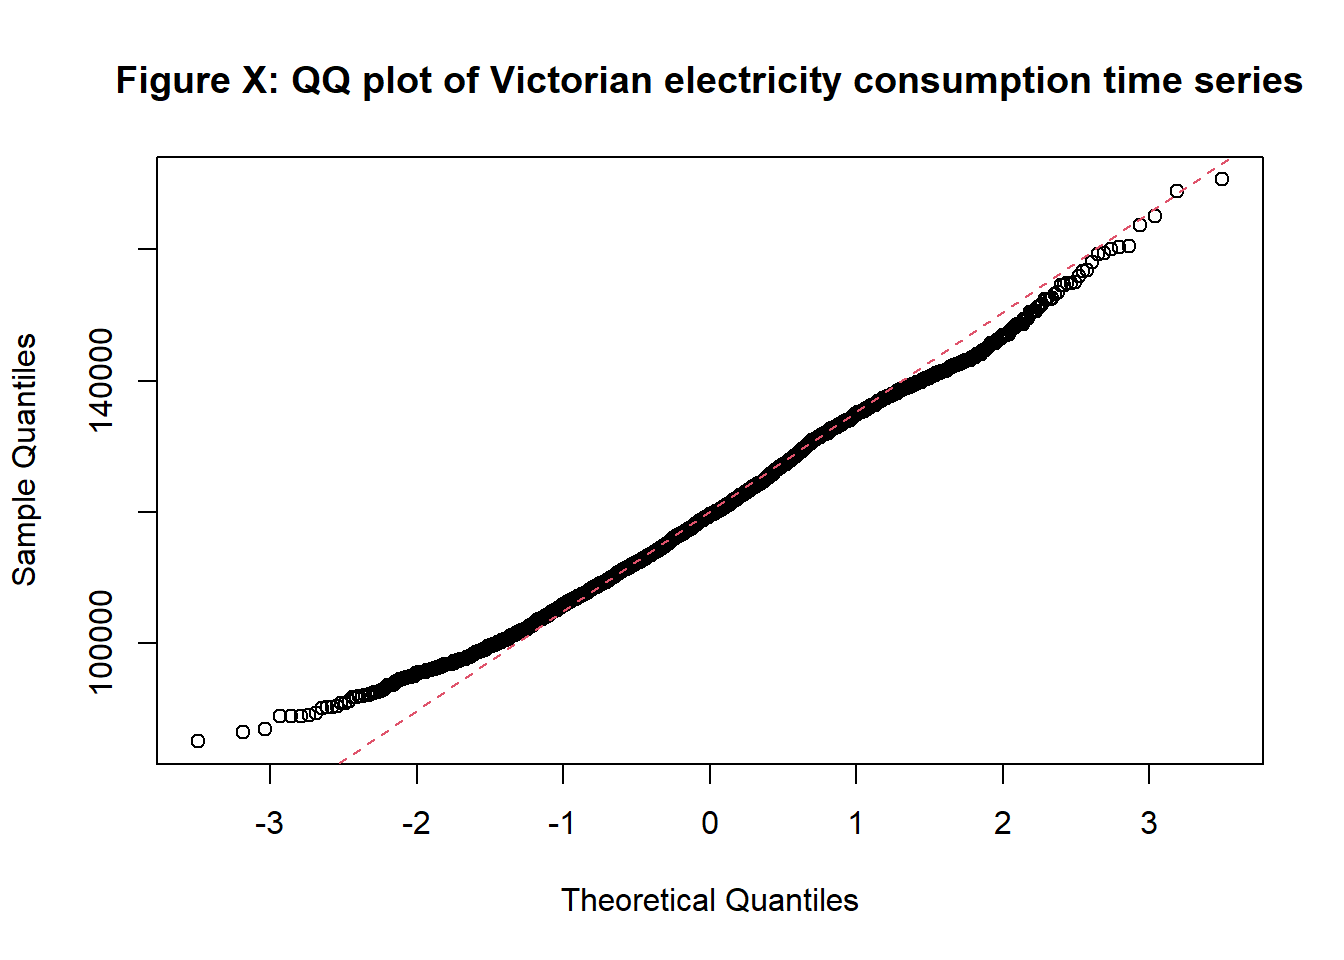 Figure X: QQ plot of Victorian electricity consumption time series
Sample Quantiles
140000
100000
-3 -2 -1 0 1 2 3
Theoretical Quantiles